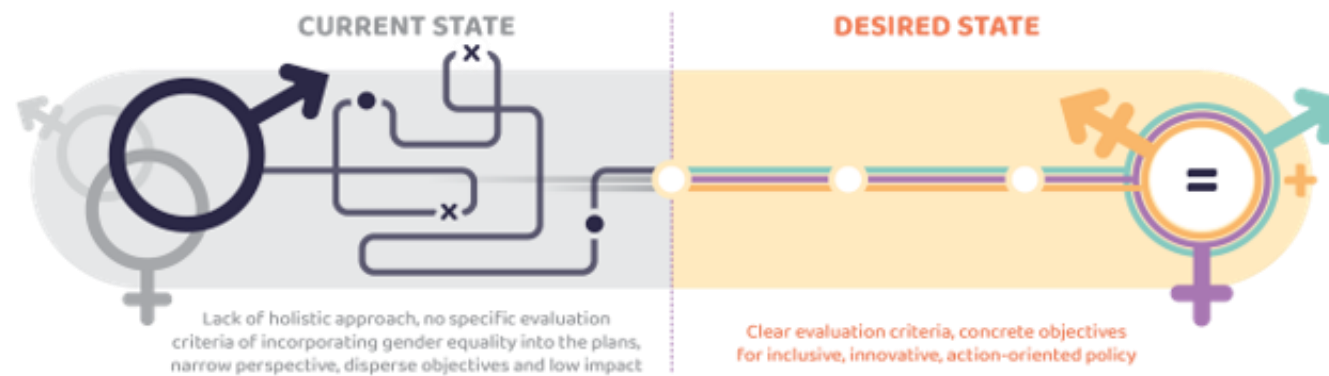 CURRENT STATE
Lack of holistic approach, no specific evaluation
criteria of incorporating gender equality into the plans,
narrow perspective, disperse objectives and low impact
DESIRED STATE
Clear evaluation criteria, concrete objectives
for inclusive, innovative, action-oriented policy